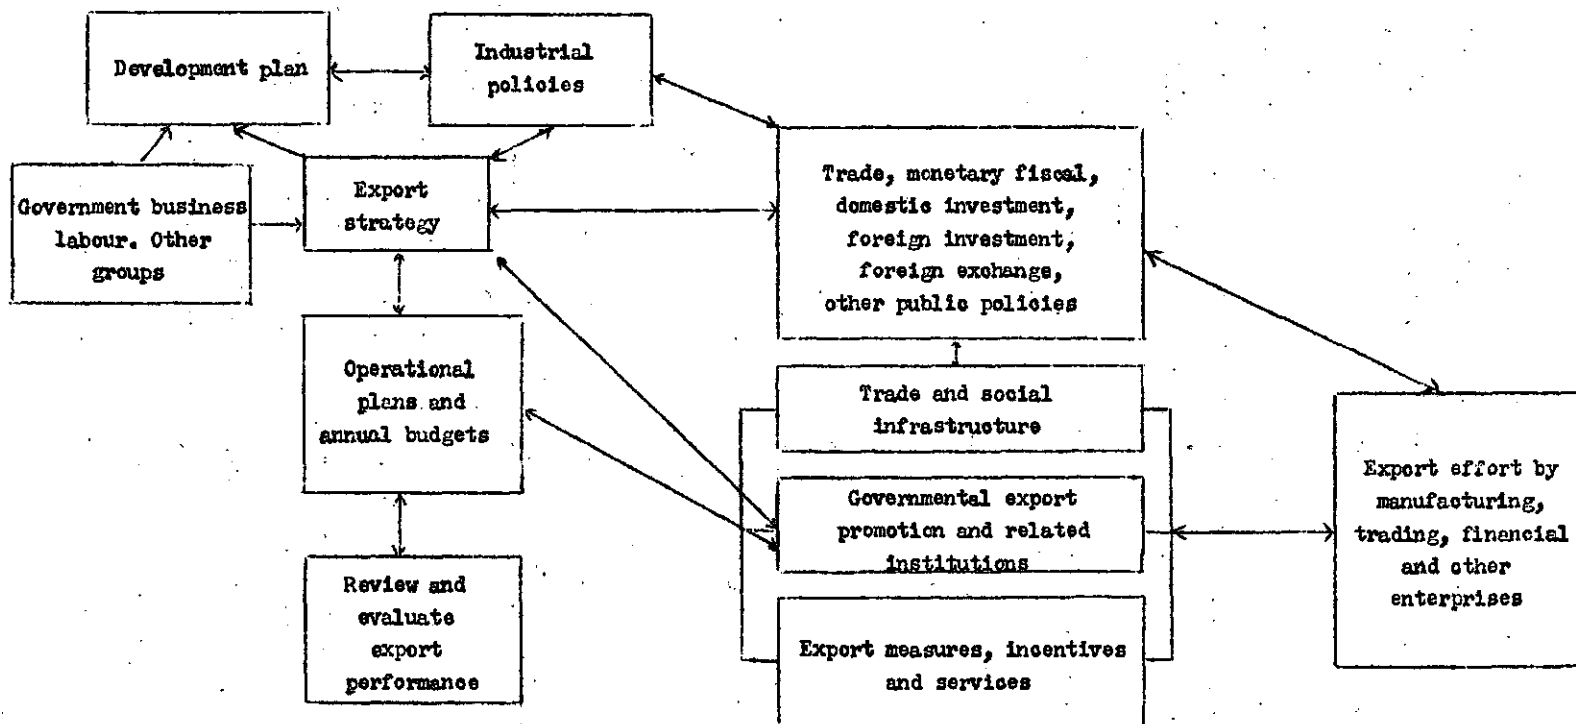 Development plan
Industrial
policies
Government business
labour. Other
groups
Export
strategy
Trade, monetary fiscal,
domestic investment,
foreign investment,
foreign exchange,
other public policies
Operational
plans and
annual budgets
Trade and social
infrastructure
Governmental export
promotion and related
institutions
Export effort by
manufacturing,
trading, financial
and other
enterprises
Review and
evaluate
export
performance
Export measures, incentives
and services